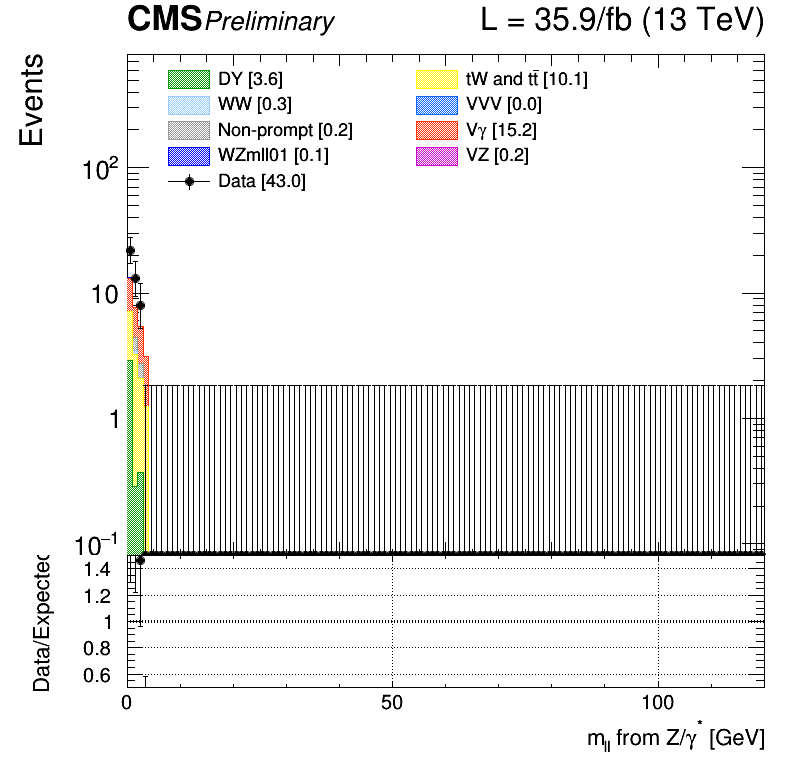 CMS Preliminary L = 35.9/fb (13 TeV)
Events
DY [3.6] tW and tt̄ [10.1]
WW [0.3] VVV [0.0]
Non-prompt [0.2] Vγ [15.2]
WZmll01 [0.1] VZ [0.2]
Data [43.0]
10²
10
1
10⁻¹
Data/Expected
1.4
1.2
1
0.8
0.6
0 50 100
m_ll from Z/γ* [GeV]